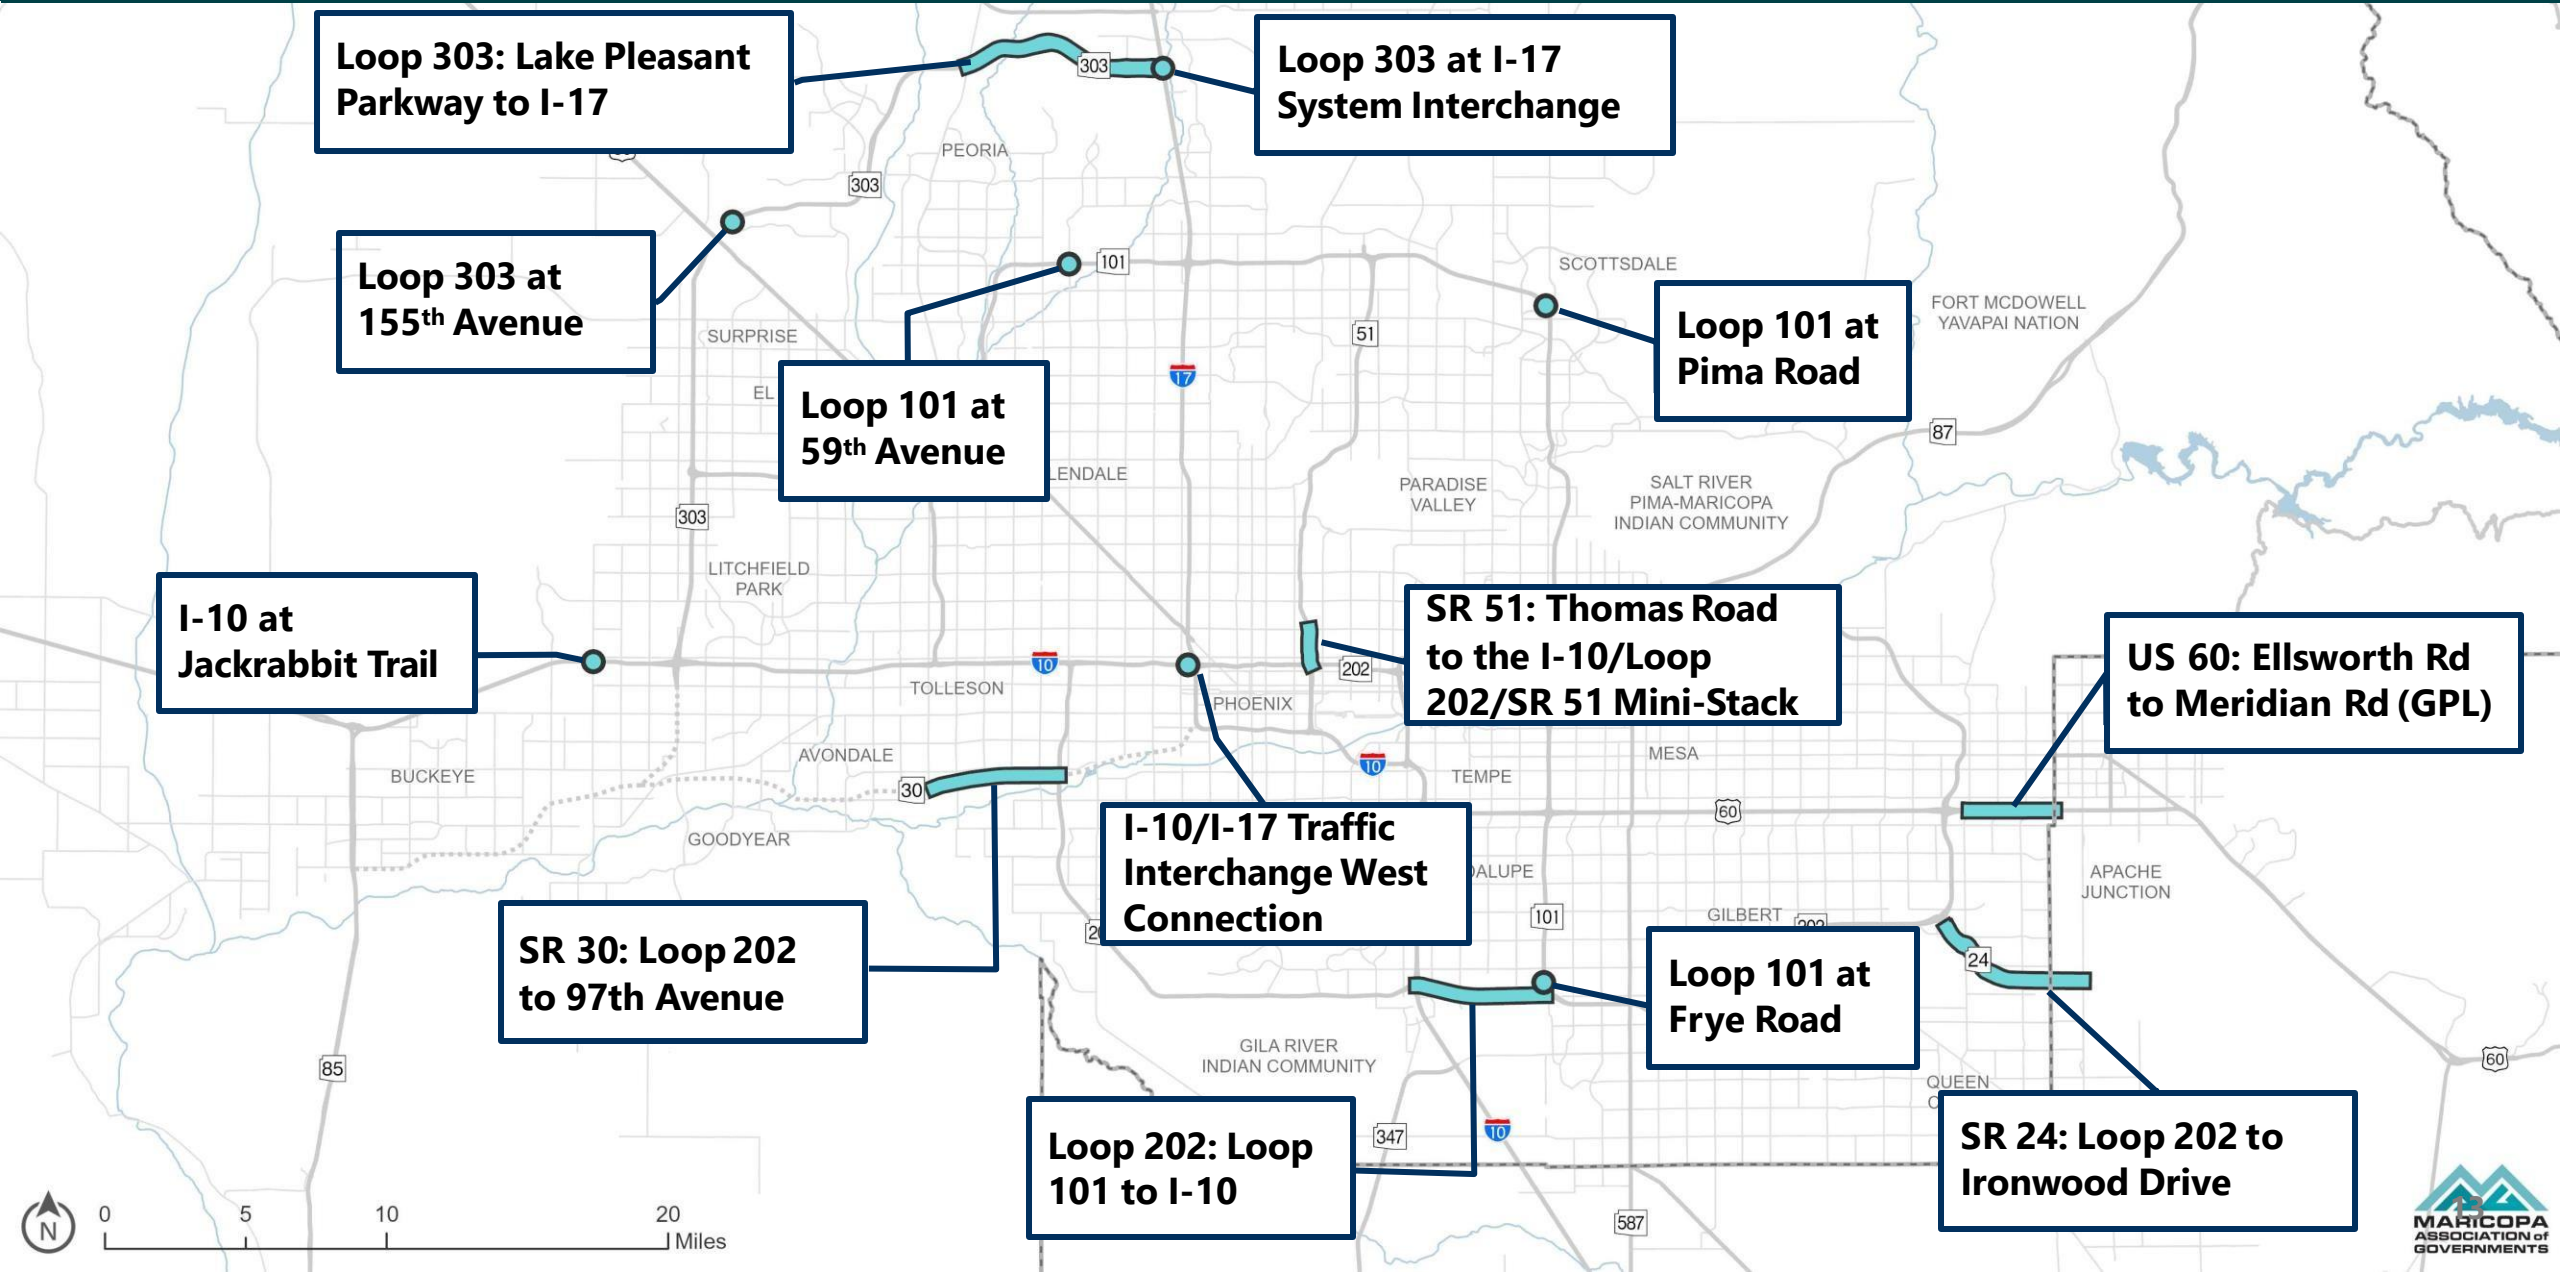 Loop 303: Lake Pleasant
Parkway to I-17
Loop 303 at I-17
System Interchange
303
PEORIA
303
Loop 303 at
155th Avenue
101
SCOTTSDALE
Loop 101 at
Pima Road
FORT MCDOWELL
YAVAPAI NATION
SURPRISE
51
17
EL
Loop 101 at
59th Avenue
87
LENDALE
PARADISE
VALLEY
SALT RIVER
PIMA-MARICOPA
INDIAN COMMUNITY
303
LITCHFIELD
PARK
I-10 at
Jackrabbit Trail
SR 51: Thomas Road
to the I-10/Loop
202/SR 51 Mini-Stack
US 60: Ellsworth Rd
to Meridian Rd (GPL)
10
202
TOLLESON
PHOENIX
AVONDALE
MESA
BUCKEYE
30
10
TEMPE
60
GOODYEAR
I-10/I-17 Traffic
Interchange West
Connection
DALUPE
APACHE
JUNCTION
SR 30: Loop 202
to 97th Avenue
101
GILBERT
202
24
Loop 101 at
Frye Road
GILA RIVER
INDIAN COMMUNITY
85
60
QUEEN
Loop 202: Loop
101 to I-10
347
10
SR 24: Loop 202 to
Ironwood Drive
587
N
0 5 10 20
Miles
13
MARICOPA
ASSOCIATION of
GOVERNMENTS